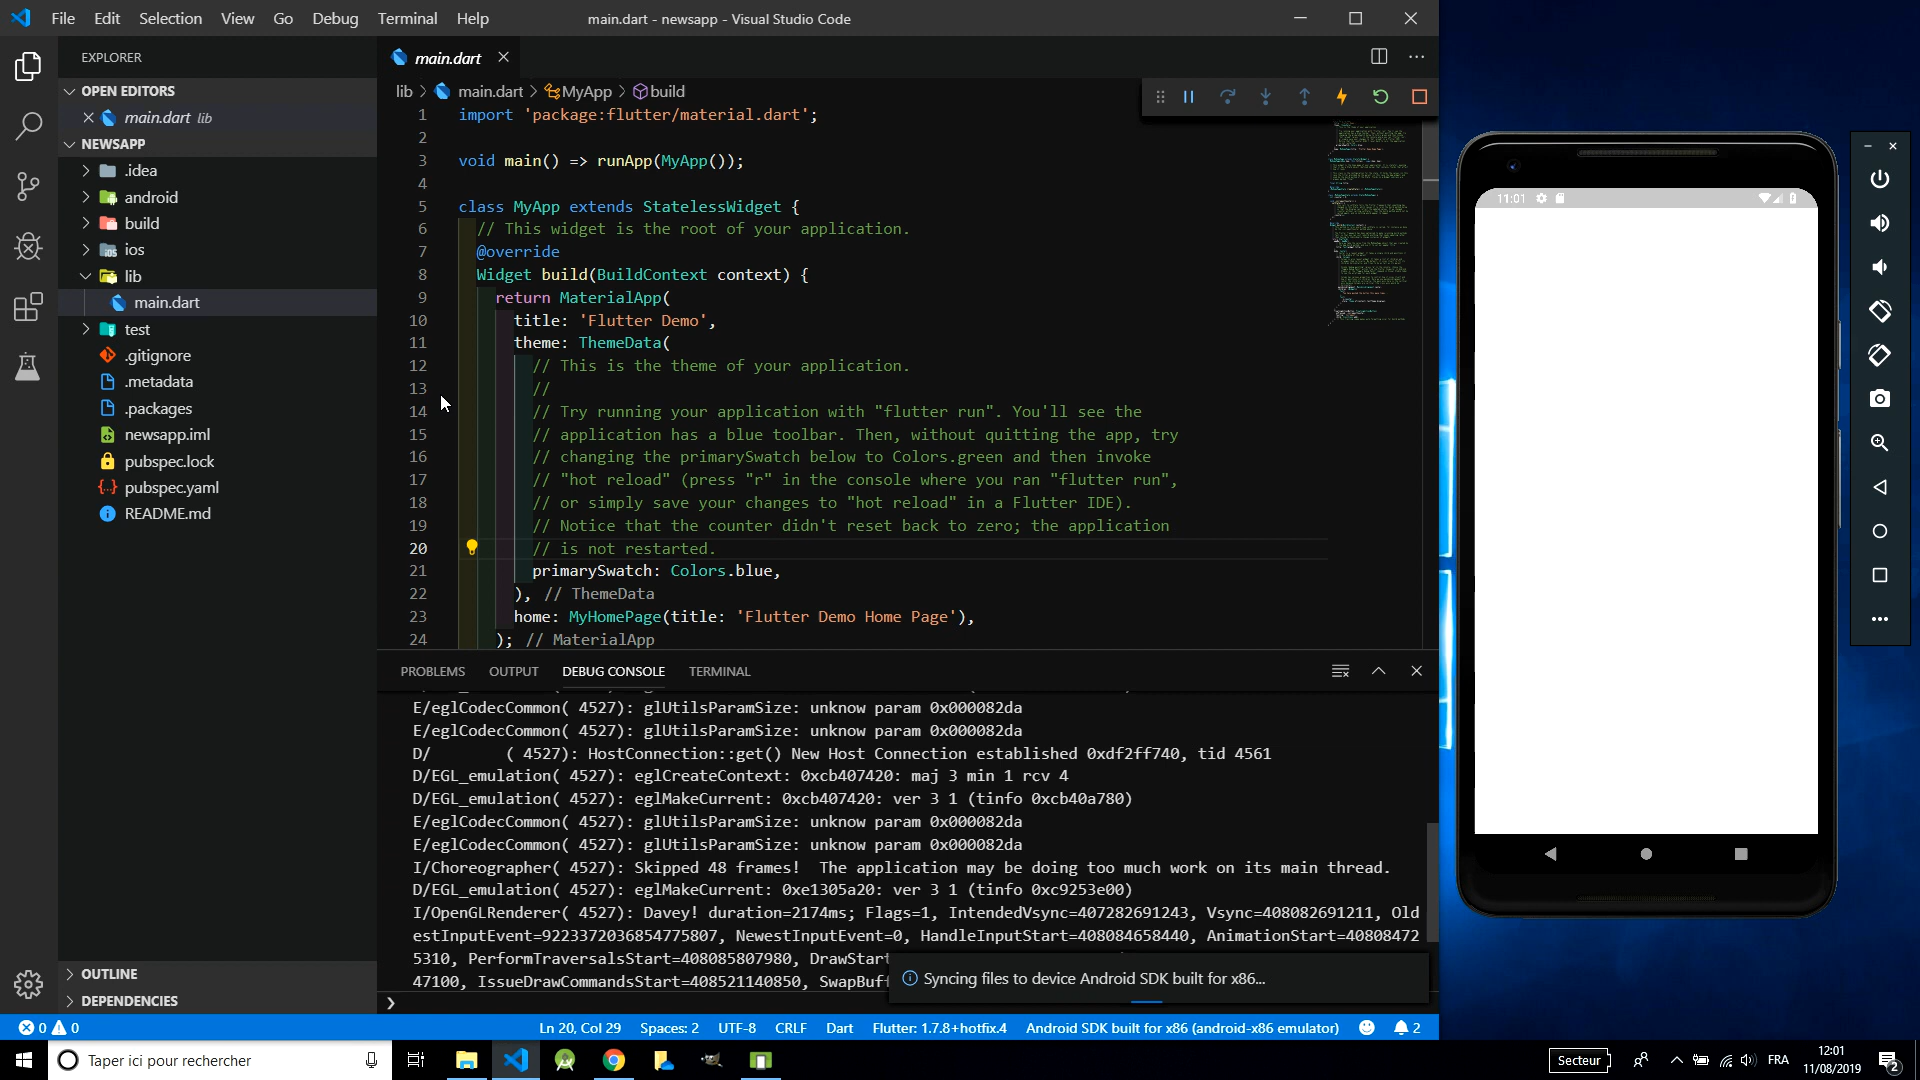 File Edit Selection View Go Debug Terminal Help
main.dart - newsapp - Visual Studio Code
EXPLORER
OPEN EDITORS
main.dart lib
NEWSAPP
.idea
android
build
ios
lib
main.dart
test
.gitignore
.metadata
.packages
newsapp.iml
pubspec.lock
pubspec.yaml
README.md
OUTLINE
DEPENDENCIES
main.dart
lib > main.dart > MyApp > build
1 import 'package:flutter/material.dart';
2
3 void main() => runApp(MyApp());
4
5 class MyApp extends StatelessWidget {
6 // This widget is the root of your application.
7 @override
8 Widget build(BuildContext context) {
9 return MaterialApp(
10 title: 'Flutter Demo',
11 theme: ThemeData(
12 // This is the theme of your application.
13 //
14 // Try running your application with "flutter run". You'll see the
15 // application has a blue toolbar. Then, without quitting the app, try
16 // changing the primarySwatch below to Colors.green and then invoke
17 // "hot reload" (press "r" in the console where you ran "flutter run",
18 // or simply save your changes to "hot reload" in a Flutter IDE).
19 // Notice that the counter didn't reset back to zero; the application
20 // is not restarted.
21 primarySwatch: Colors.blue,
22 ), // ThemeData
23 home: MyHomePage(title: 'Flutter Demo Home Page'),
24 ); // MaterialApp
PROBLEMS OUTPUT DEBUG CONSOLE TERMINAL
E/eglCodecCommon( 4527): glUtilsParamSize: unknow param 0x000082da
E/eglCodecCommon( 4527): glUtilsParamSize: unknow param 0x000082da
D/ ( 4527): HostConnection::get() New Host Connection established 0xdf2ff740, tid 4561
D/EGL_emulation( 4527): eglCreateContext: 0xcb407420: maj 3 min 1 rcv 4
D/EGL_emulation( 4527): eglMakeCurrent: 0xcb407420: ver 3 1 (tinfo 0xcb40a780)
E/eglCodecCommon( 4527): glUtilsParamSize: unknow param 0x000082da
E/eglCodecCommon( 4527): glUtilsParamSize: unknow param 0x000082da
I/Choreographer( 4527): Skipped 48 frames! The application may be doing too much work on its main thread.
D/EGL_emulation( 4527): eglMakeCurrent: 0xe1305a20: ver 3 1 (tinfo 0xc9253e00)
I/OpenGLRenderer( 4527): Davey! duration=2174ms; Flags=1, IntendedVsync=407282691243, Vsync=408082691211, Old
estInputEvent=9223372036854775807, NewestInputEvent=0, HandleInputStart=408084658440, AnimationStart=40808472
5310, PerformTraversalsStart=408085807980, DrawStart
47100, IssueDrawCommandsStart=408521140850, SwapBuff
Syncing files to device Android SDK built for x86...
0 0
Ln 20, Col 29 Spaces: 2 UTF-8 CRLF Dart Flutter: 1.7.8+hotfix.4 Android SDK built for x86 (android-x86 emulator) 2
11:01
Taper ici pour rechercher
Secteur
FRA
12:01
11/08/2019
2